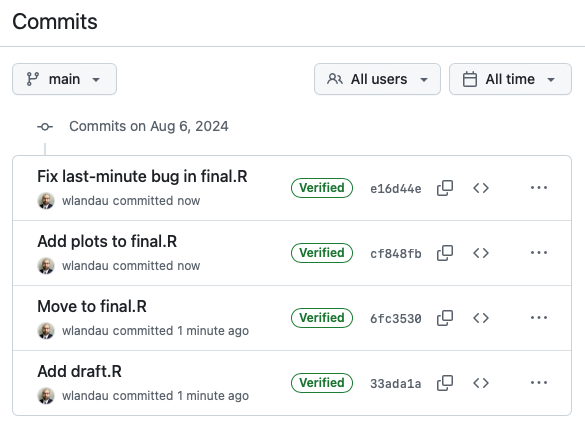 Commits
main
All users
All time
Commits on Aug 6, 2024
Fix last-minute bug in final.R
wlandau committed now
Verified
e16d44e
Add plots to final.R
wlandau committed now
Verified
cf848fb
Move to final.R
wlandau committed 1 minute ago
Verified
6fc3530
Add draft.R
wlandau committed 1 minute ago
Verified
33ada1a